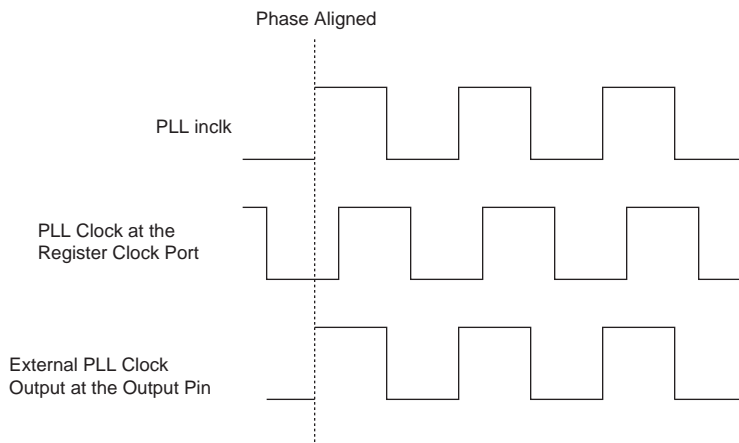 Phase Aligned
PLL inclk
PLL Clock at the
Register Clock Port
External PLL Clock
Output at the Output Pin